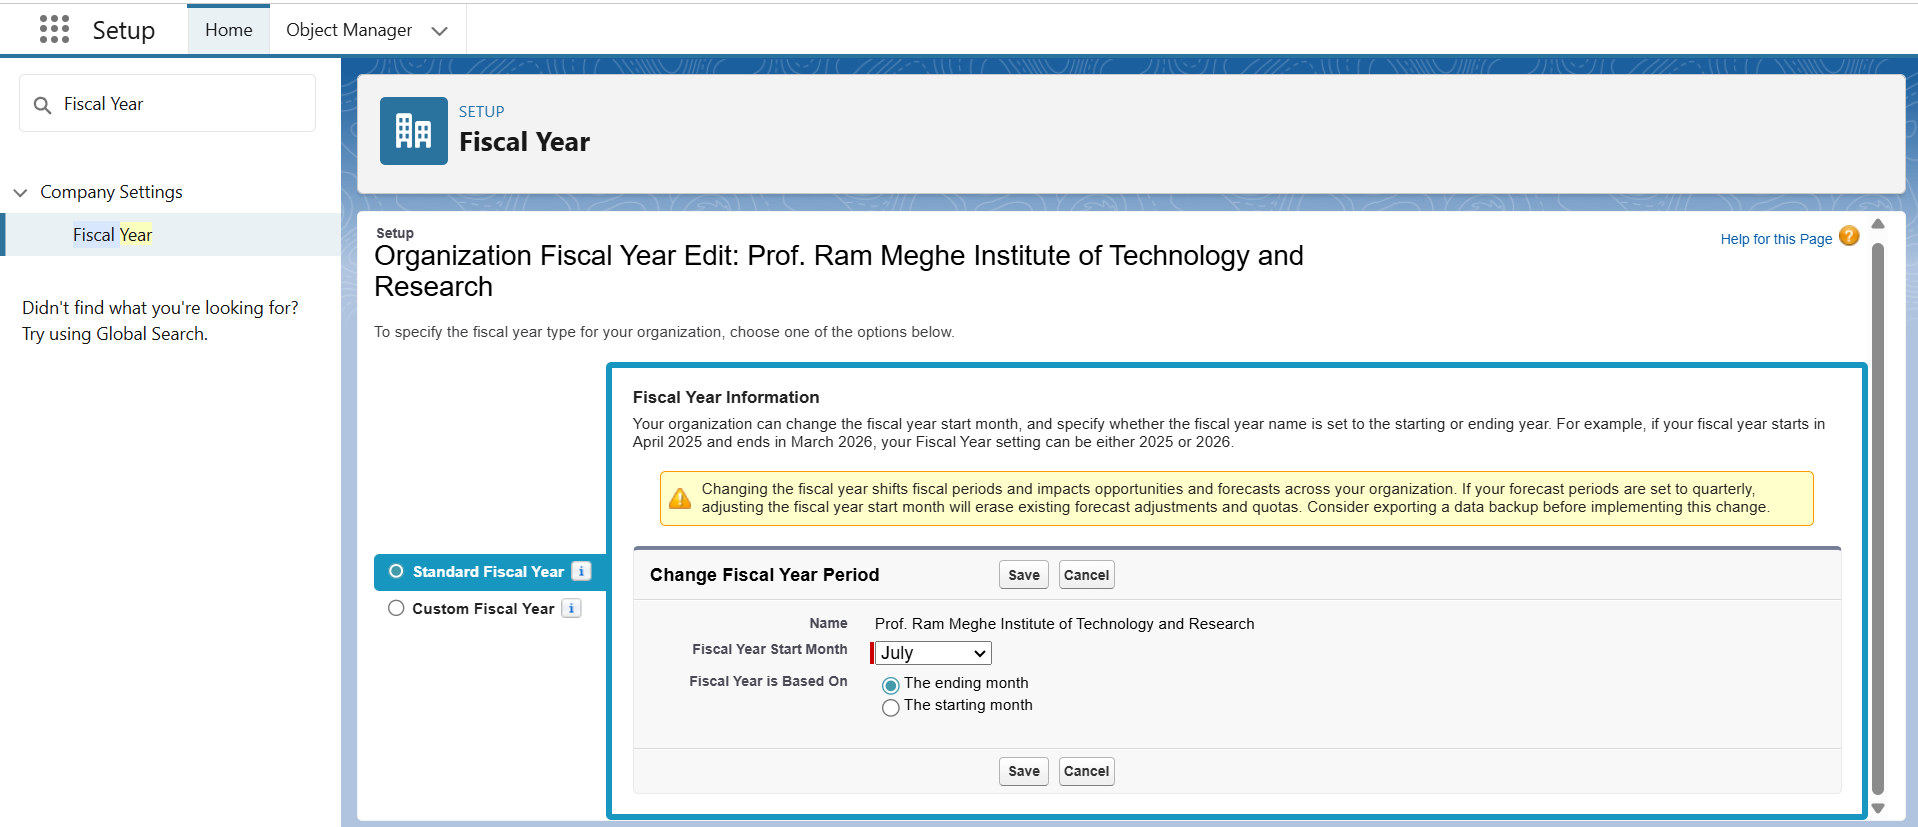 Setup
Home
Object Manager
Fiscal Year
Company Settings
Fiscal Year
Didn't find what you're looking for?
Try using Global Search.
SETUP
Fiscal Year
Setup
Organization Fiscal Year Edit: Prof. Ram Meghe Institute of Technology and
Research
Help for this Page
?
To specify the fiscal year type for your organization, choose one of the options below.
Standard Fiscal Year i
Custom Fiscal Year i
Fiscal Year Information
Your organization can change the fiscal year start month, and specify whether the fiscal year name is set to the starting or ending year. For example, if your fiscal year starts in
April 2025 and ends in March 2026, your Fiscal Year setting can be either 2025 or 2026.
Changing the fiscal year shifts fiscal periods and impacts opportunities and forecasts across your organization. If your forecast periods are set to quarterly,
adjusting the fiscal year start month will erase existing forecast adjustments and quotas. Consider exporting a data backup before implementing this change.
Change Fiscal Year Period
Save
Cancel
Name Prof. Ram Meghe Institute of Technology and Research
Fiscal Year Start Month July
Fiscal Year is Based On The ending month
The starting month
Save
Cancel